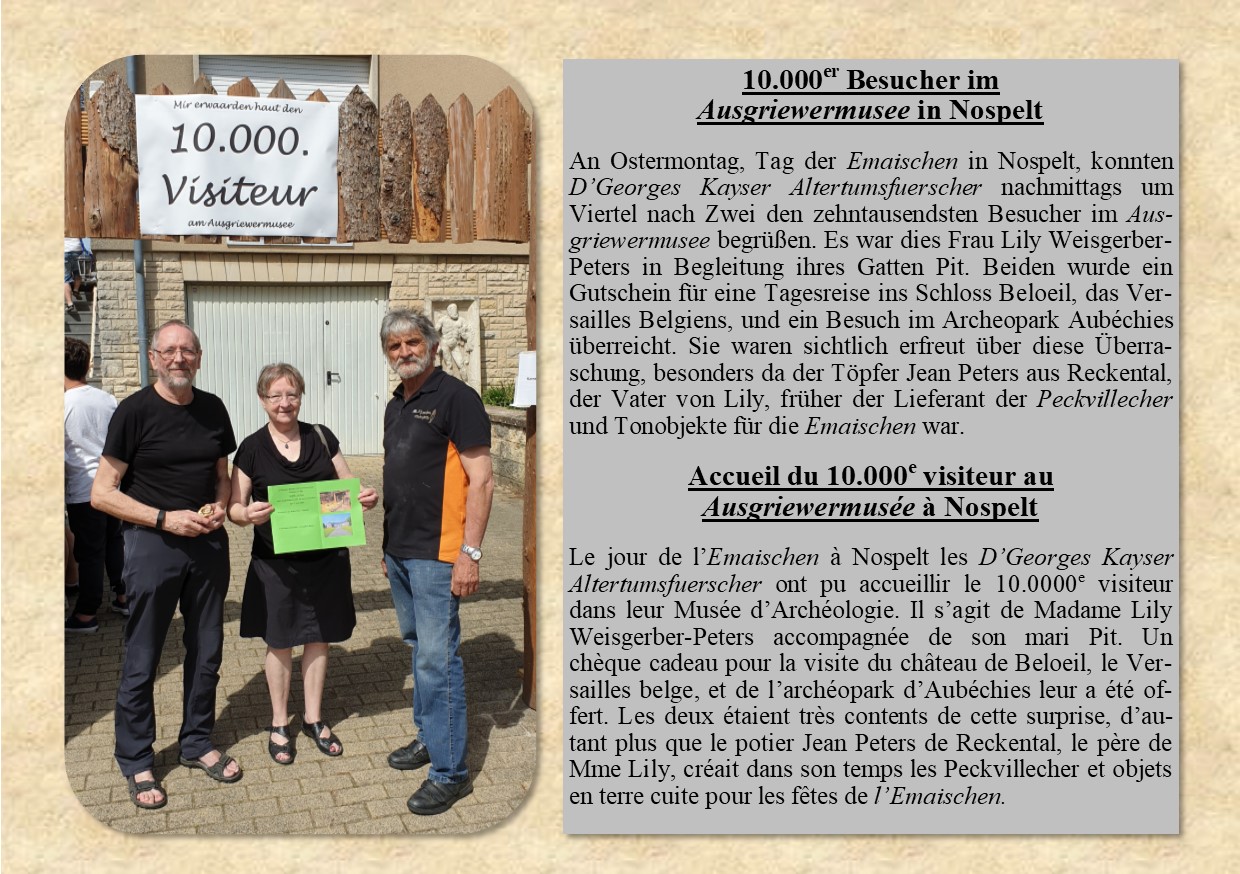 Mir erwaarden haut den
10.000.
Visiteur
am Ausgriewermusee
10.000er Besucher im
Ausgriewermusee in Nospelt
An Ostermontag, Tag der Emaischen in Nospelt, konnten
D’Georges Kayser Altertumsfuerscher nachmittags um
Viertel nach Zwei den zehntausendsten Besucher im Aus-
griewermusee begrüßen. Es war dies Frau Lily Weisgerber-
Peters in Begleitung ihres Gatten Pit. Beiden wurde ein
Gutschein für eine Tagesreise ins Schloss Beloeil, das Ver-
sailles Belgiens, und ein Besuch im Archeopark Aubéchies
überreicht. Sie waren sichtlich erfreut über diese Überra-
schung, besonders da der Töpfer Jean Peters aus Reckental,
der Vater von Lily, früher der Lieferant der Peckvillecher
und Tonobjekte für die Emaischen war.
Accueil du 10.000e visiteur au
Ausgriewermusée à Nospelt
Le jour de l’Emaischen à Nospelt les D’Georges Kayser
Altertumsfuerscher ont pu accueillir le 10.0000e visiteur
dans leur Musée d’Archéologie. Il s’agit de Madame Lily
Weisgerber-Peters accompagnée de son mari Pit. Un
chèque cadeau pour la visite du château de Beloeil, le Ver-
sailles belge, et de l’archéopark d’Aubéchies leur a été of-
fert. Les deux étaient très contents de cette surprise, d’au-
tant plus que le potier Jean Peters de Reckental, le père de
Mme Lily, créait dans son temps les Peckvillecher et objets
en terre cuite pour les fêtes de l’Emaischen.